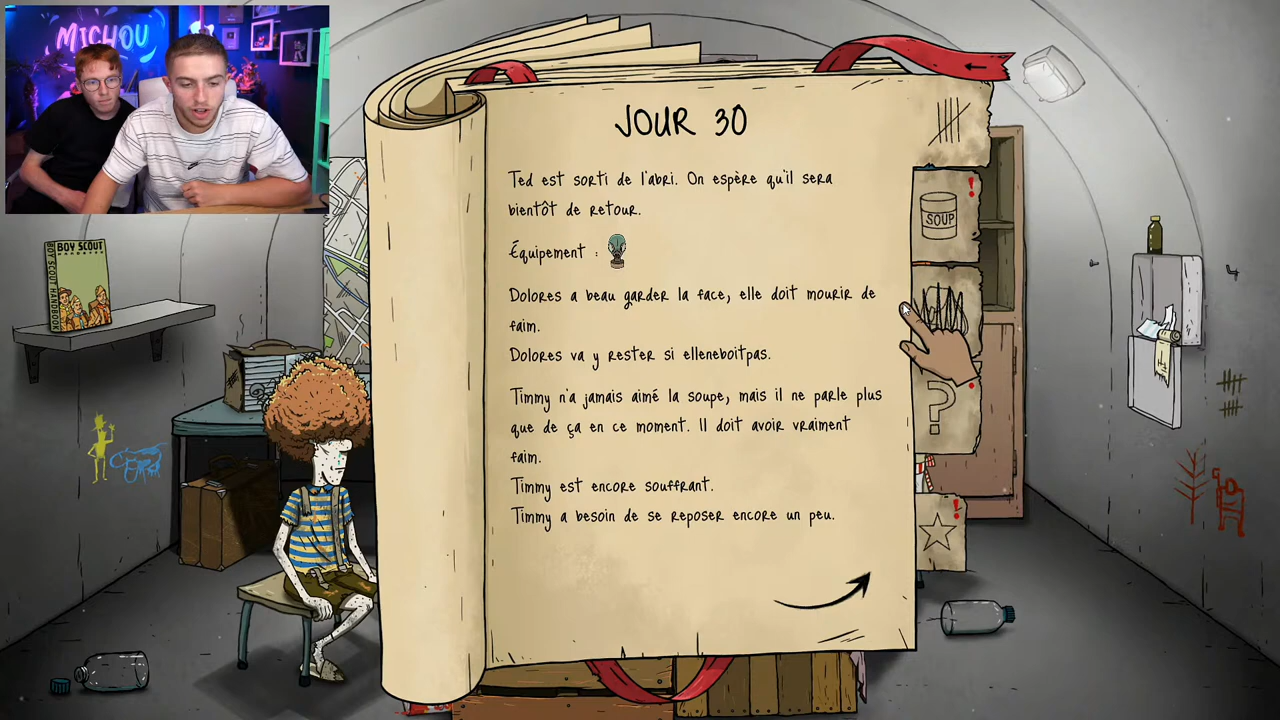 MICHOU
JOUR 30
Ted est sorti de l'abri. On espère qu'il sera
bientôt de retour.
Équipement :
Dolores a beau garder la face, elle doit mourir de
faim.
Dolores va y rester si elleneboitpas.
Timmy n'a jamais aimé la soupe, mais il ne parle plus
que de ça en ce moment. Il doit avoir vraiment
faim.
Timmy est encore souffrant.
Timmy a besoin de se reposer encore un peu.
!
SOUP
?
!
BOY SCOUT
HANDBOOK
BOY SCOUT HANDBOOK